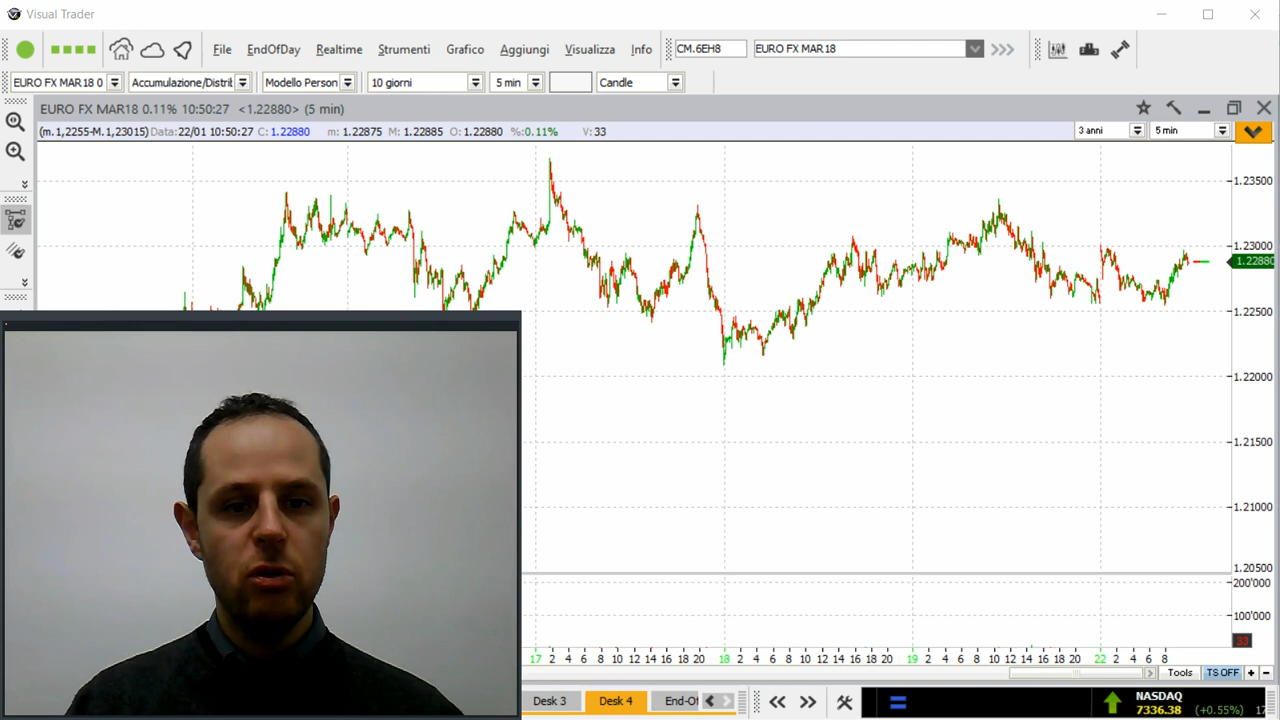 Visual Trader
File EndOfDay Realtime Strumenti Grafico Aggiungi Visualizza Info CM.6EH8 EURO FX MAR18
EURO FX MAR18 0 Accumulazione/Distrit Modello Person 10 giorni 5 min Candle
EURO FX MAR18 0.11% 10:50:27 <1.22880> (5 min)
(m.1,2255-M.1,23015) Data:22/01 10:50:27 C: 1.22880 m: 1.22875 M: 1.22885 O: 1.22880 %:0.11% V: 33 3 anni 5 min
1.23500
1.23000
1.22880
1.22500
1.22000
1.21500
1.21000
1.20500
200'000
100'000
33
17 2 4 6 8 10 12 14 16 18 20 18 2 4 6 8 10 12 14 16 18 20 19 2 4 6 8 10 12 14 16 18 20 22 2 4 6 8
Tools TS OFF + -
Desk 3 Desk 4 End-Of NASDAQ
7336.38 (+0.55%)